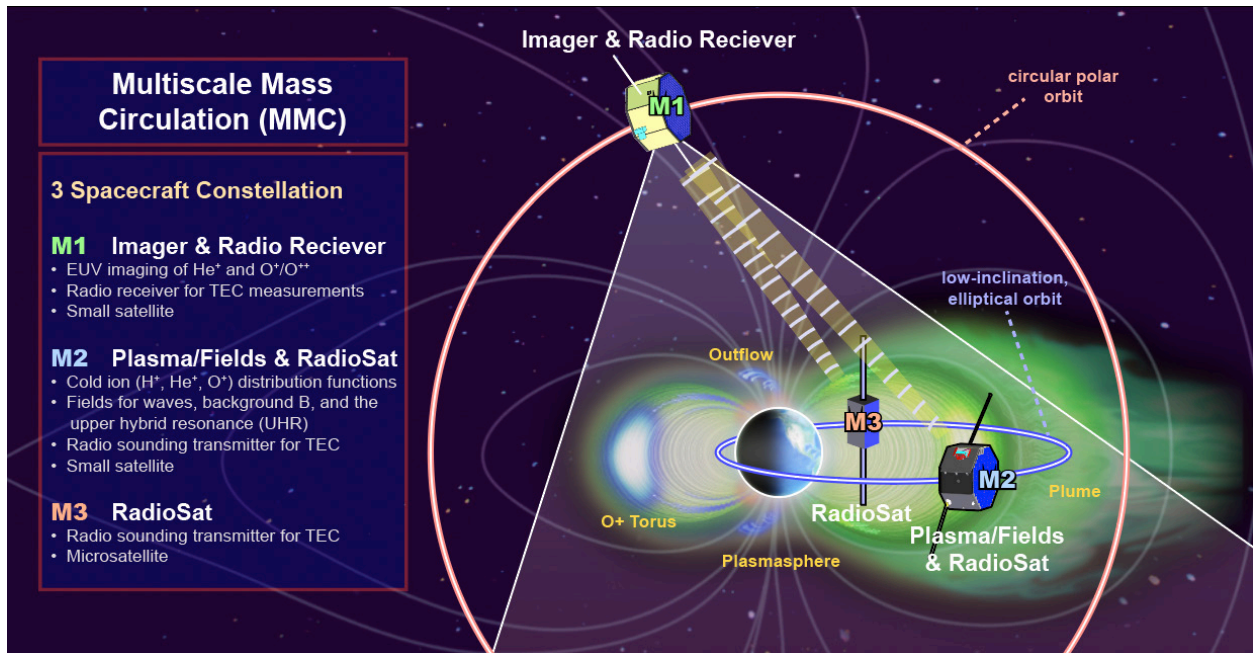 Multiscale Mass
Circulation (MMC)
3 Spacecraft Constellation
M1 Imager & Radio Reciever
• EUV imaging of He⁺ and O⁺/O⁺⁺
• Radio receiver for TEC measurements
• Small satellite
M2 Plasma/Fields & RadioSat
• Cold ion (H⁺, He⁺, O⁺) distribution functions
• Fields for waves, background B, and the
upper hybrid resonance (UHR)
• Radio sounding transmitter for TEC
• Small satellite
M3 RadioSat
• Radio sounding transmitter for TEC
• Microsatellite
Imager & Radio Reciever
M1
circular polar
orbit
low-inclination,
elliptical orbit
Outflow
M3
M2
O+ Torus
RadioSat
Plume
Plasmasphere
Plasma/Fields
& RadioSat